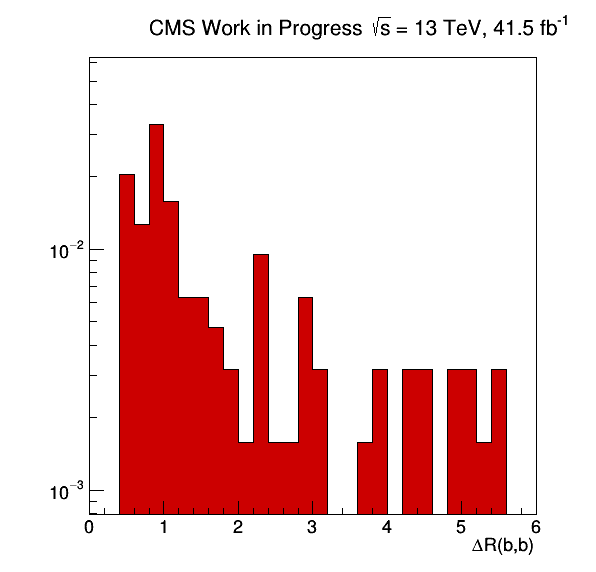 CMS Work in Progress √s = 13 TeV, 41.5 fb⁻¹
10⁻²
10⁻³
0 1 2 3 4 5 6
ΔR(b,b)